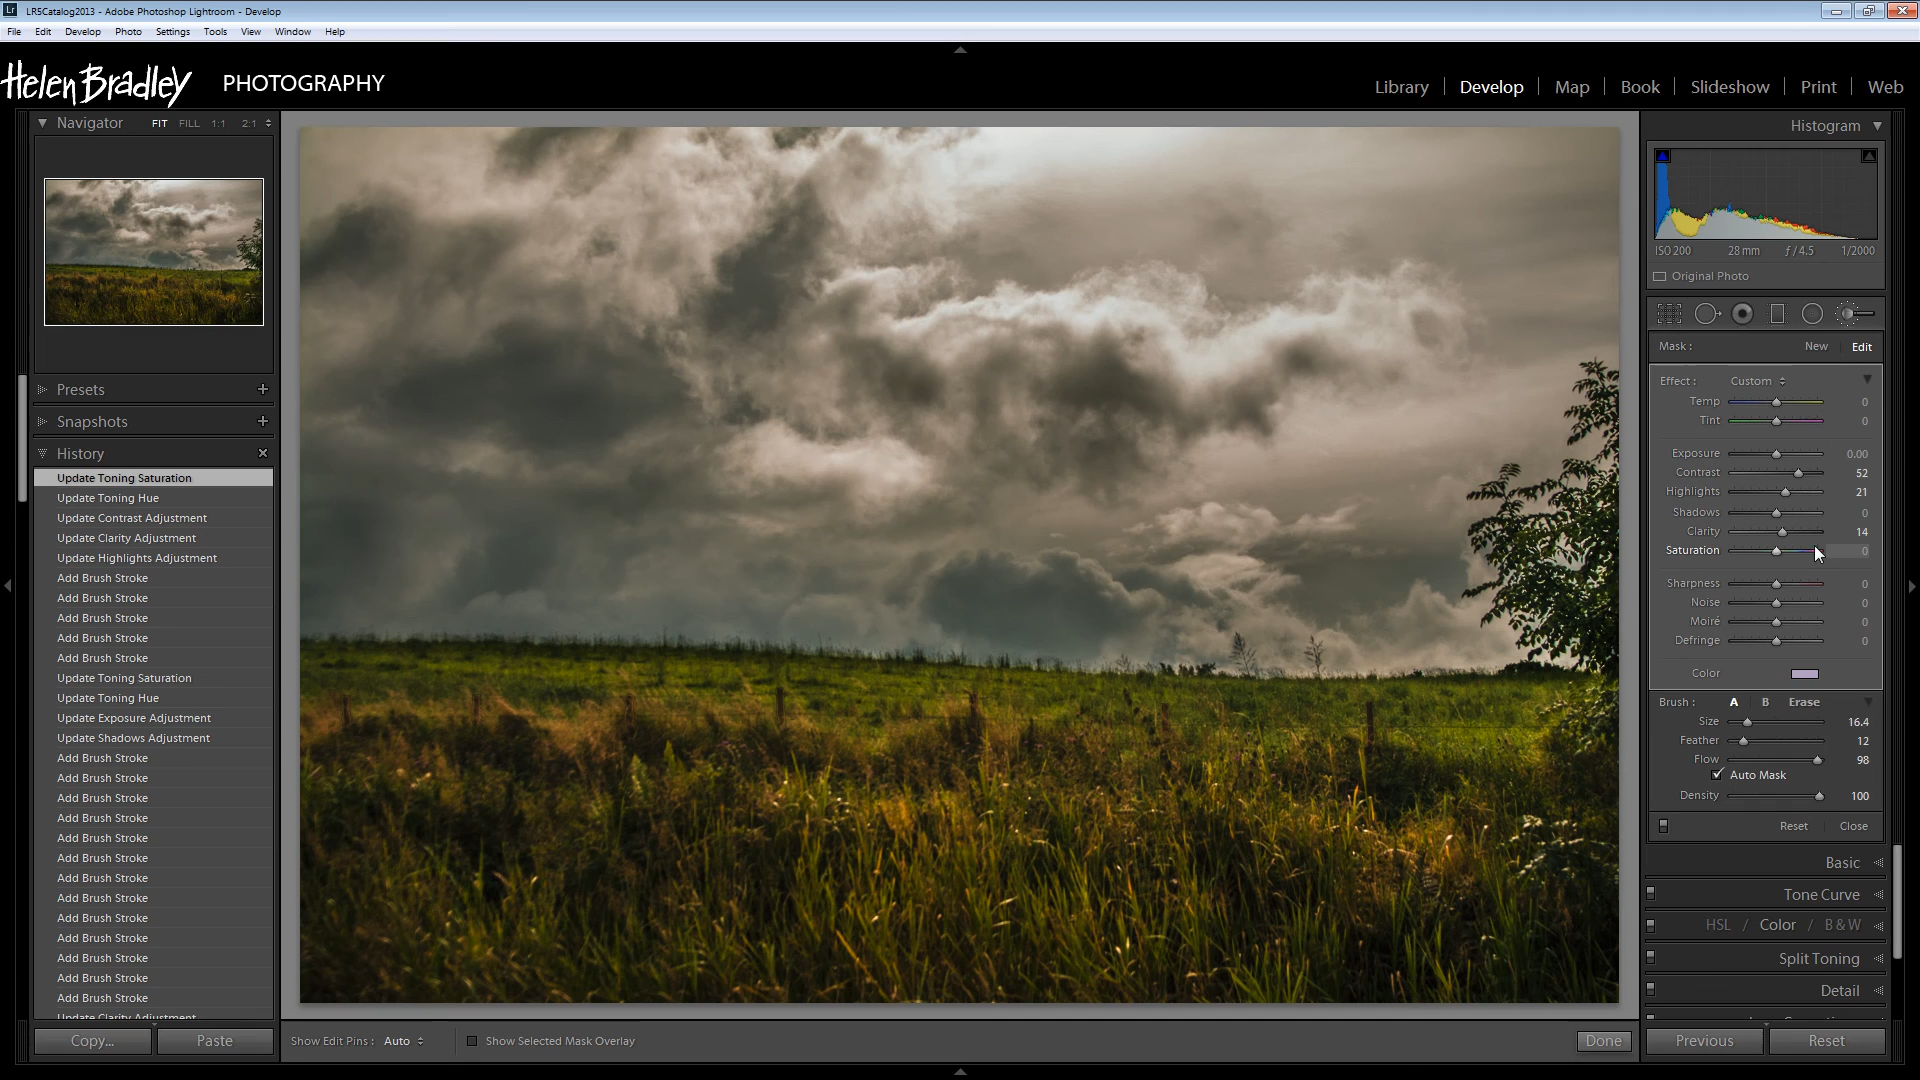 LR5Catalog2013 - Adobe Photoshop Lightroom - Develop
File Edit Develop Photo Settings Tools View Window Help
Helen Bradley PHOTOGRAPHY
Library Develop Map Book Slideshow Print Web
Navigator FIT FILL 1:1 2:1
Presets
Snapshots
History
Update Toning Saturation
Update Toning Hue
Update Contrast Adjustment
Update Clarity Adjustment
Update Highlights Adjustment
Add Brush Stroke
Add Brush Stroke
Add Brush Stroke
Add Brush Stroke
Add Brush Stroke
Update Toning Saturation
Update Toning Hue
Update Exposure Adjustment
Update Shadows Adjustment
Add Brush Stroke
Add Brush Stroke
Add Brush Stroke
Add Brush Stroke
Add Brush Stroke
Add Brush Stroke
Add Brush Stroke
Add Brush Stroke
Add Brush Stroke
Add Brush Stroke
Add Brush Stroke
Add Brush Stroke
Add Brush Stroke
Update Clarity Adjustment
Copy... Paste
Show Edit Pins : Auto Show Selected Mask Overlay Done
Histogram
ISO 200 28 mm ƒ / 4.5 1/2000
Original Photo
Mask : New Edit
Effect : Custom
Temp 0
Tint 0
Exposure 0.00
Contrast 52
Highlights 21
Shadows 0
Clarity 14
Saturation 0
Sharpness 0
Noise 0
Moiré 0
Defringe 0
Color
Brush : A B Erase
Size 16.4
Feather 12
Flow 98
Auto Mask
Density 100
Reset Close
Basic
Tone Curve
HSL / Color / B & W
Split Toning
Detail
Previous Reset